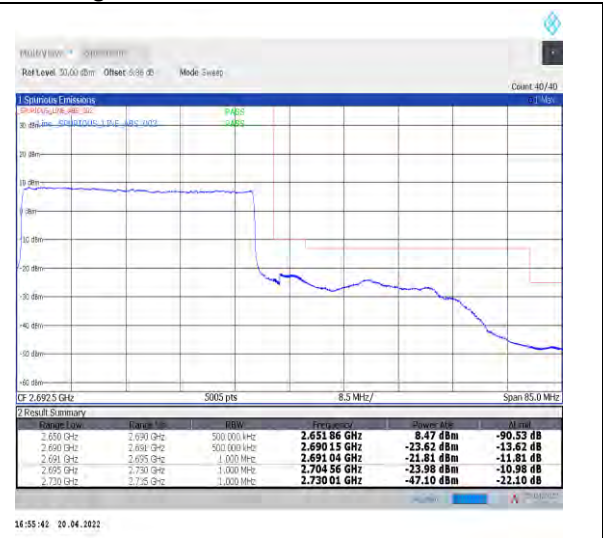 Ref Level 30.00 dBm Offset Mode Sweep
Count 40/40
1 Spurious Emissions
PASS
Line _SPURIOUS_LINE_ABS_002 PASS
20 dBm
10 dBm
0 dBm
-10 dBm
-20 dBm
-30 dBm
-40 dBm
-50 dBm
-60 dBm
CF 2.6925 GHz 5005 pts 8.5 MHz/ Span 85.0 MHz
2 Result Summary
Range Low Range Up RBW Frequency Power Abs ΔLimit
2.650 GHz 2.690 GHz 500.000 kHz 2.651 86 GHz 8.47 dBm -90.53 dB
2.690 GHz 2.691 GHz 500.000 kHz 2.690 15 GHz -23.62 dBm -13.62 dB
2.691 GHz 2.695 GHz 1.000 MHz 2.691 04 GHz -21.81 dBm -11.81 dB
2.695 GHz 2.730 GHz 1.000 MHz 2.704 56 GHz -23.98 dBm -10.98 dB
2.730 GHz 2.735 GHz 1.000 MHz 2.730 01 GHz -47.10 dBm -22.10 dB
16:55:42 20.04.2022